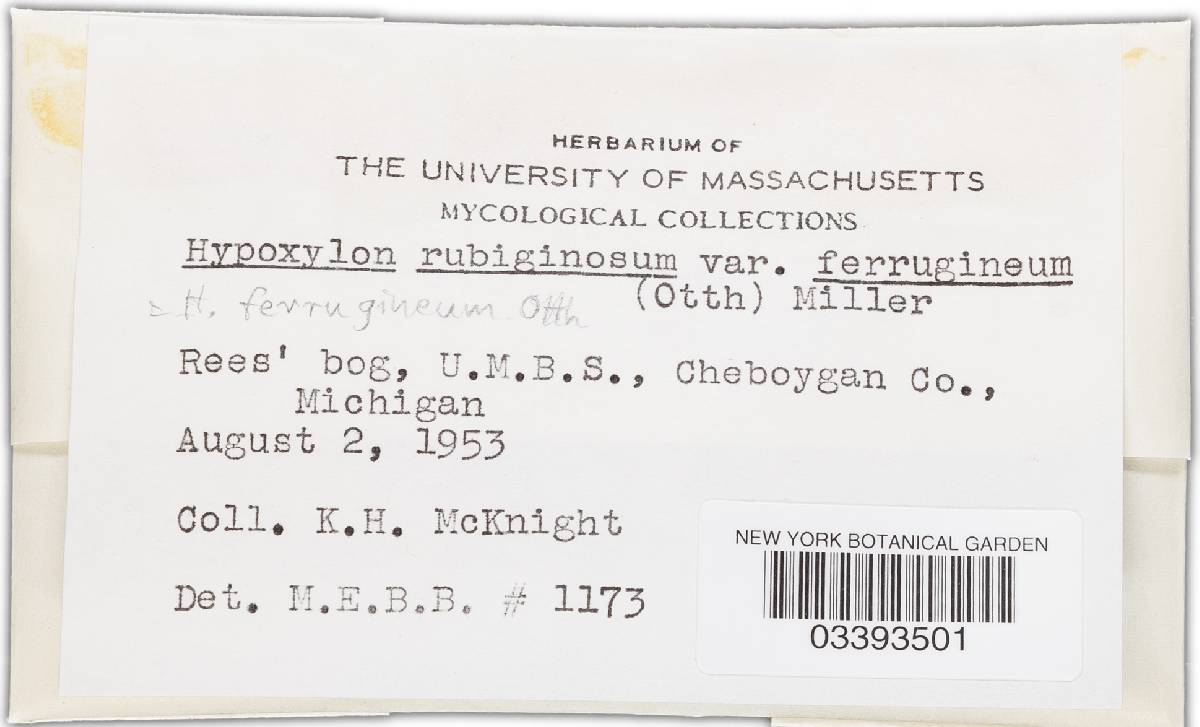 HERBARIUM OF
THE UNIVERSITY OF MASSACHUSETTS
MYCOLOGICAL COLLECTIONS
Hypoxylon rubiginosum var. ferrugineum
(Otth) Miller
= H. ferrugineum Otth
Rees' bog, U.M.B.S., Cheboygan Co.,
Michigan
August 2, 1953
Coll. K.H. McKnight
Det. M.E.B.B. # 1173
NEW YORK BOTANICAL GARDEN
03393501